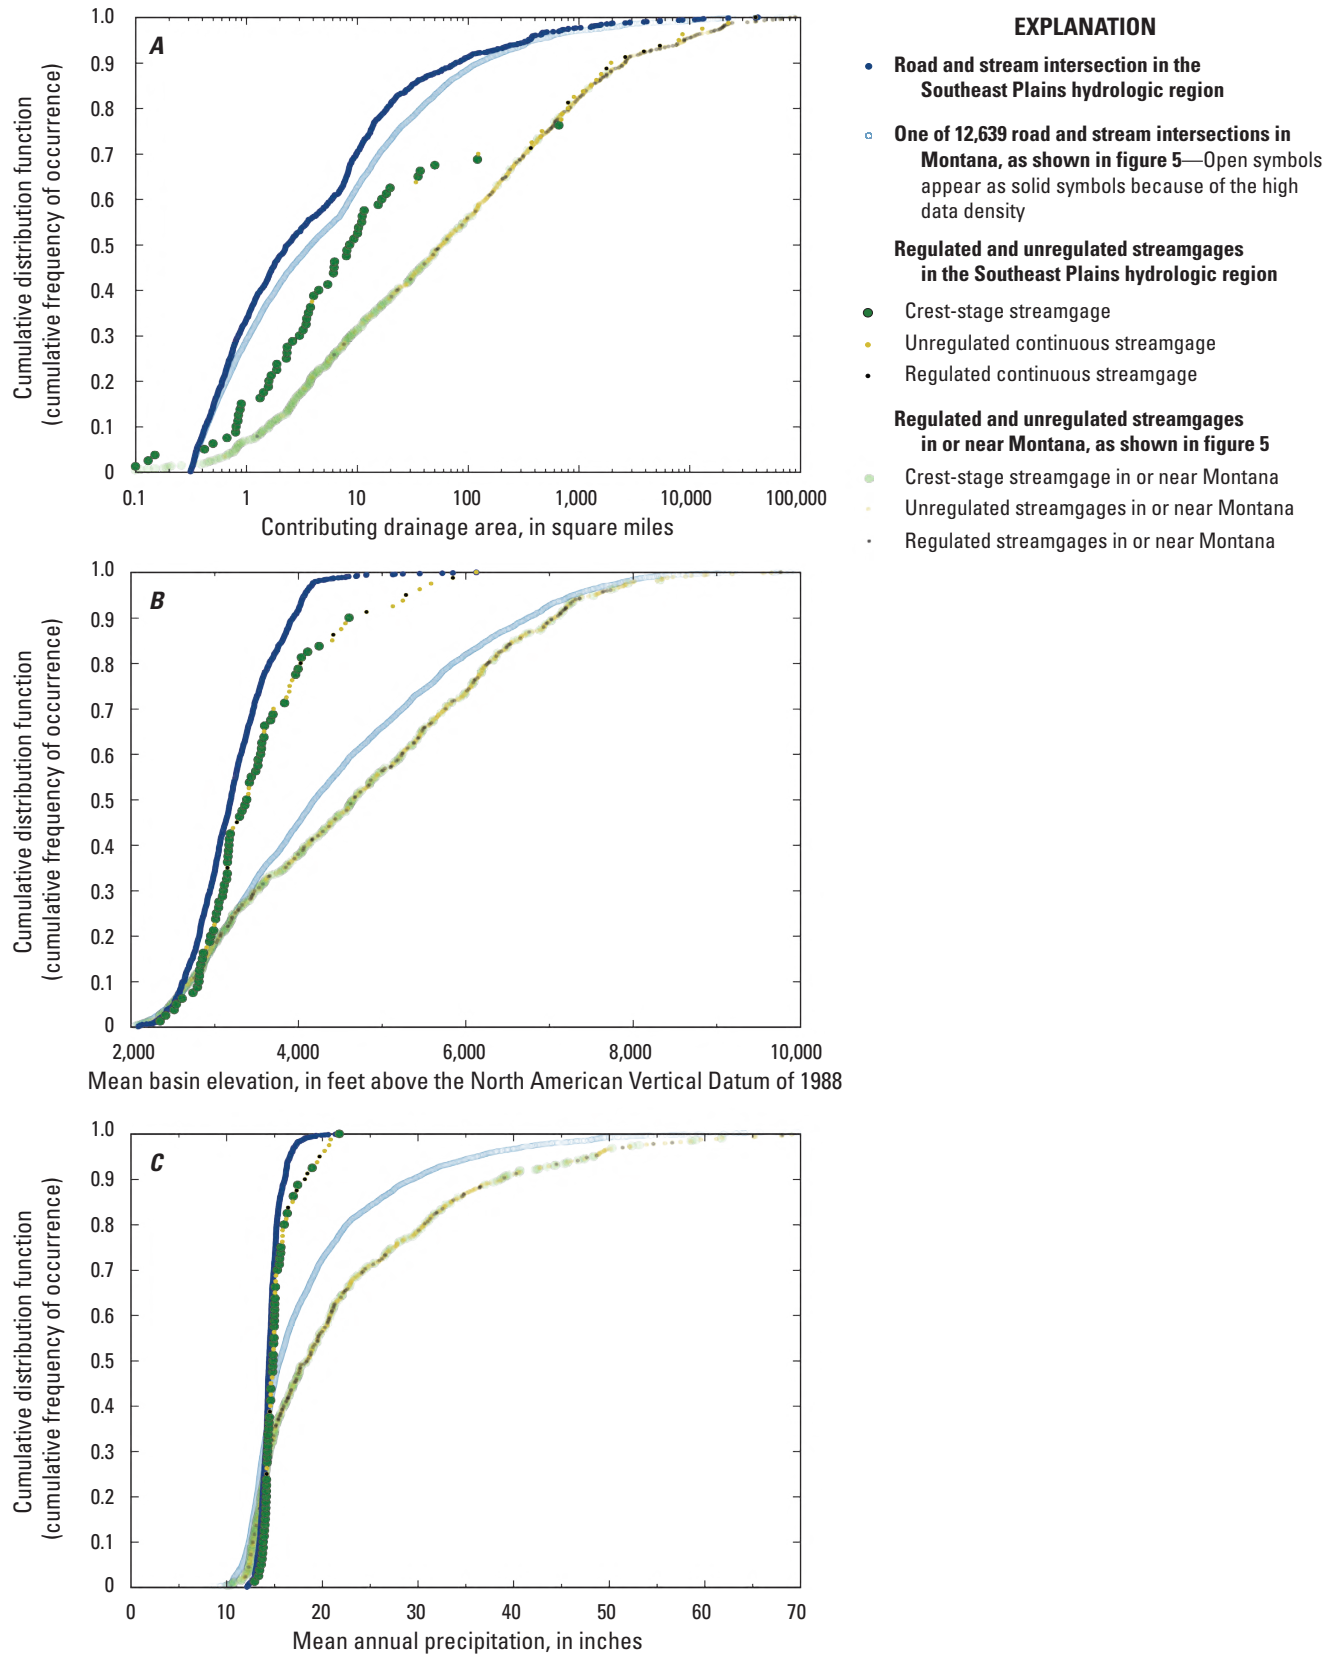 A
Cumulative distribution function
(cumulative frequency of occurrence)
1.0
0.9
0.8
0.7
0.6
0.5
0.4
0.3
0.2
0.1
0
0.1
1
10
100
1,000
10,000
100,000
Contributing drainage area, in square miles
EXPLANATION
Road and stream intersection in the
Southeast Plains hydrologic region
One of 12,639 road and stream intersections in
Montana, as shown in figure 5—Open symbols
appear as solid symbols because of the high
data density
Regulated and unregulated streamgages
in the Southeast Plains hydrologic region
Crest-stage streamgage
Unregulated continuous streamgage
Regulated continuous streamgage
Regulated and unregulated streamgages
in or near Montana, as shown in figure 5
Crest-stage streamgage in or near Montana
Unregulated streamgages in or near Montana
Regulated streamgages in or near Montana
B
Cumulative distribution function
(cumulative frequency of occurrence)
1.0
0.9
0.8
0.7
0.6
0.5
0.4
0.3
0.2
0.1
0
2,000
4,000
6,000
8,000
10,000
Mean basin elevation, in feet above the North American Vertical Datum of 1988
C
Cumulative distribution function
(cumulative frequency of occurrence)
1.0
0.9
0.8
0.7
0.6
0.5
0.4
0.3
0.2
0.1
0
0
10
20
30
40
50
60
70
Mean annual precipitation, in inches